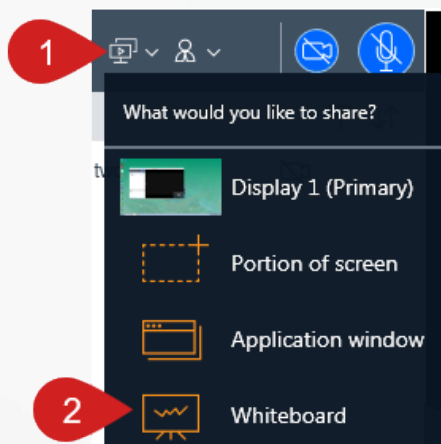 1
What would you like to share?
Display 1 (Primary)
Portion of screen
Application window
2
Whiteboard